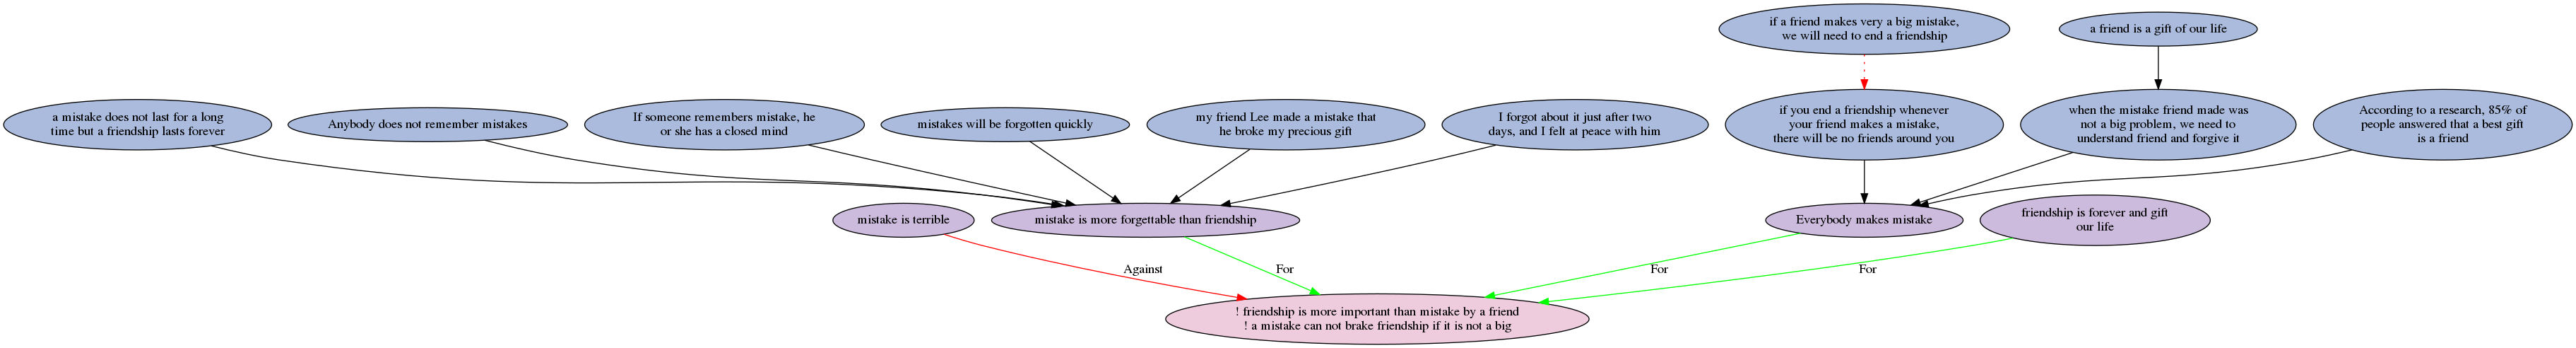 if a friend makes very a big mistake,
we will need to end a friendship
a friend is a gift of our life
a mistake does not last for a long
time but a friendship lasts forever
Anybody does not remember mistakes
If someone remembers mistake, he
or she has a closed mind
mistakes will be forgotten quickly
my friend Lee made a mistake that
he broke my precious gift
I forgot about it just after two
days, and I felt at peace with him
if you end a friendship whenever
your friend makes a mistake,
there will be no friends around you
when the mistake friend made was
not a big problem, we need to
understand friend and forgive it
According to a research, 85% of
people answered that a best gift
is a friend
mistake is terrible
mistake is more forgettable than friendship
Everybody makes mistake
friendship is forever and gift
our life
Against
For
For
For
! friendship is more important than mistake by a friend
! a mistake can not brake friendship if it is not a big